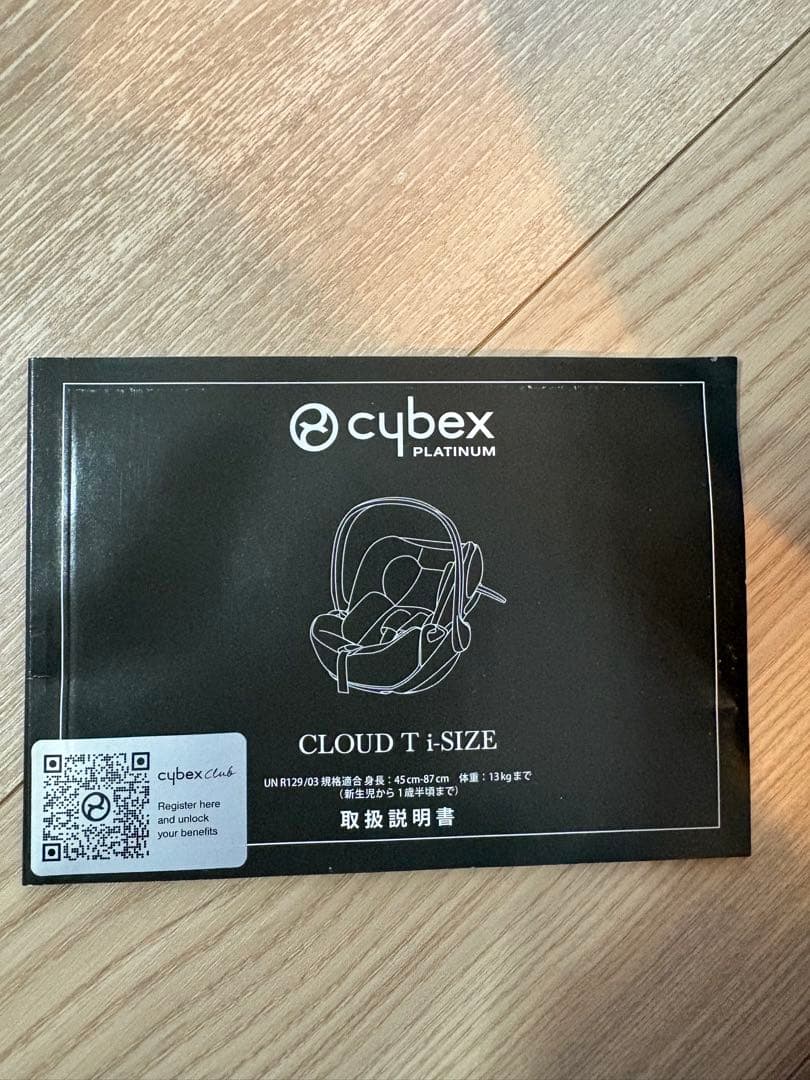 cybex
PLATINUM
CLOUD T i-SIZE
UN R129/03 規格適合 身長：45cm-87cm 体重：13kgまで
（新生児から1歳半頃まで）
取扱説明書
cybex Club
Register here
and unlock
your benefits